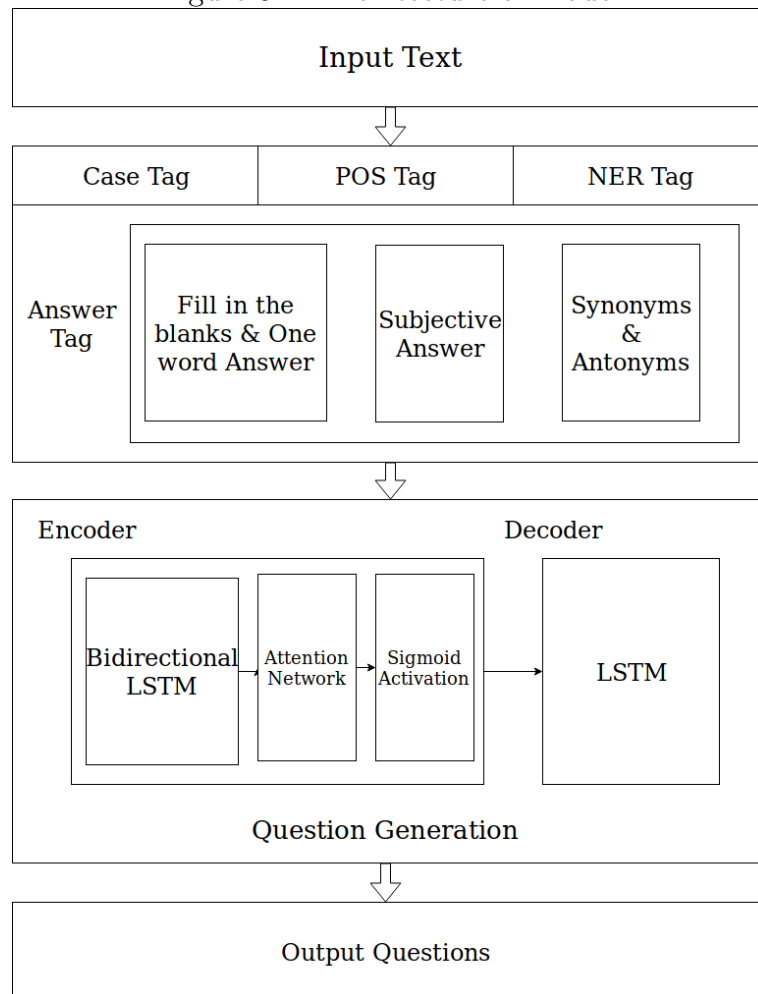 Input Text
Case Tag
POS Tag
NER Tag
Answer
Tag
Fill in the
blanks & One
word Answer
Subjective
Answer
Synonyms
&
Antonyms
Encoder
Decoder
Bidirectional
LSTM
Attention
Network
Sigmoid
Activation
LSTM
Question Generation
Output Questions